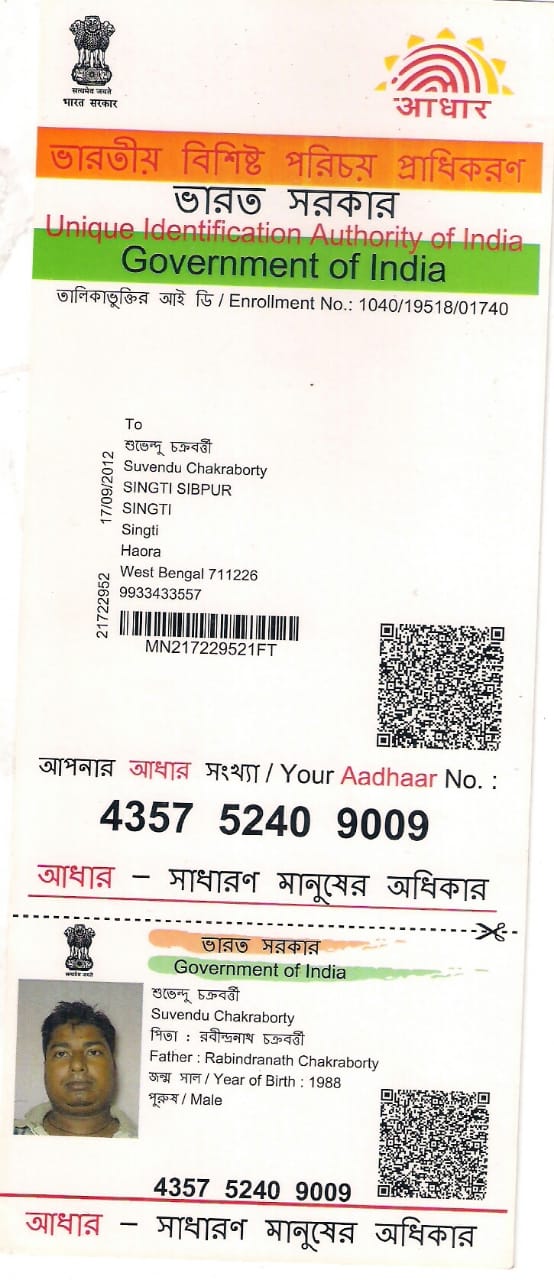 सत्यमेव जयते
भारत सरकार
आधार
ভারতীয় বিশিষ্ট পরিচয় প্রাধিকরণ
ভারত সরকার
Unique Identification Authority of India
Government of India
তালিকাভুক্তির আই ডি / Enrollment No.: 1040/19518/01740
To
শুভেন্দু চক্রবর্ত্তী
Suvendu Chakraborty
SINGTI SIBPUR
SINGTI
Singti
Haora
West Bengal 711226
9933433557
17/09/2012
21722952
MN217229521FT
আপনার আধার সংখ্যা / Your Aadhaar No. :
4357 5240 9009
আধার – সাধারণ মানুষের অধিকার
ভারত সরকার
Government of India
শুভেন্দু চক্রবর্ত্তী
Suvendu Chakraborty
পিতা : রবীন্দ্রনাথ চক্রবর্ত্তী
Father : Rabindranath Chakraborty
জন্ম সাল / Year of Birth : 1988
পুরুষ / Male
4357 5240 9009
আধার – সাধারণ মানুষের অধিকার